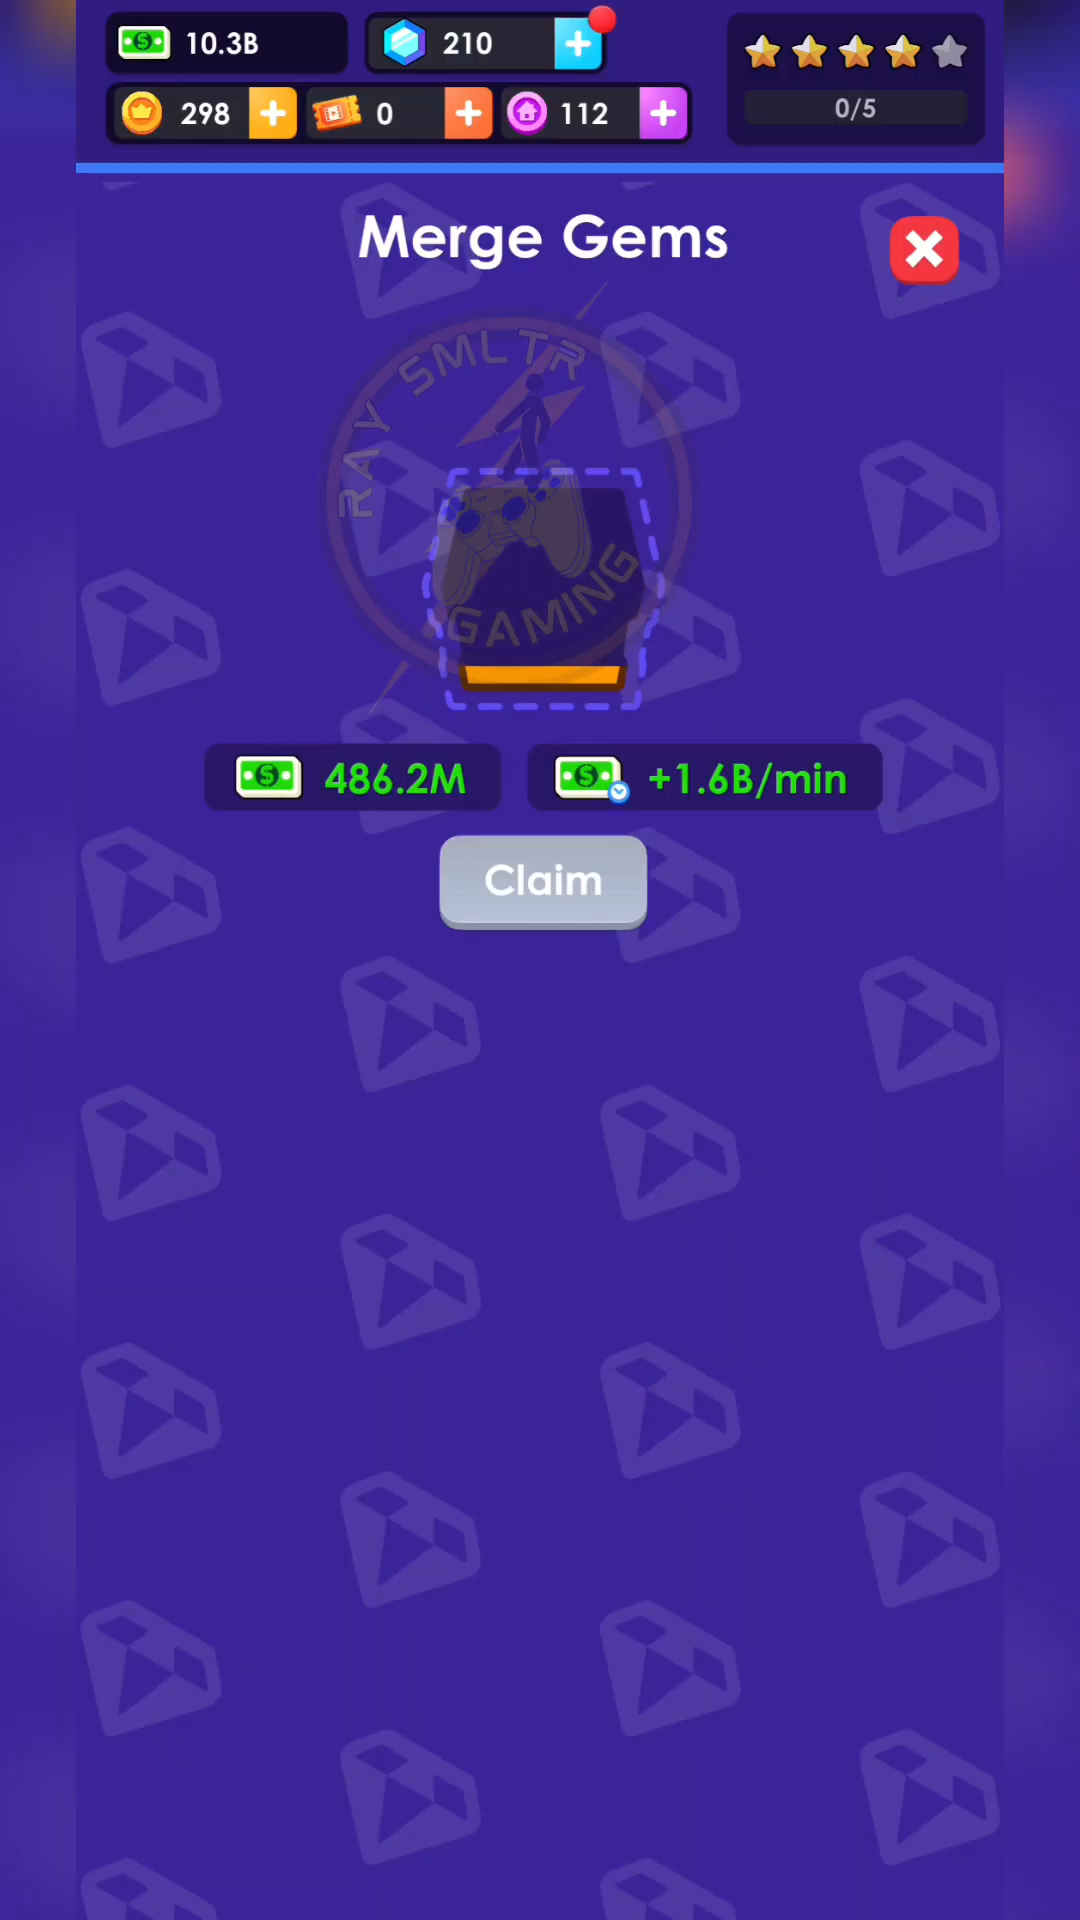 10.3B
210
298
0
112
0/5
Merge Gems
RAY SMLTR
GAMING
486.2M
+1.6B/min
Claim